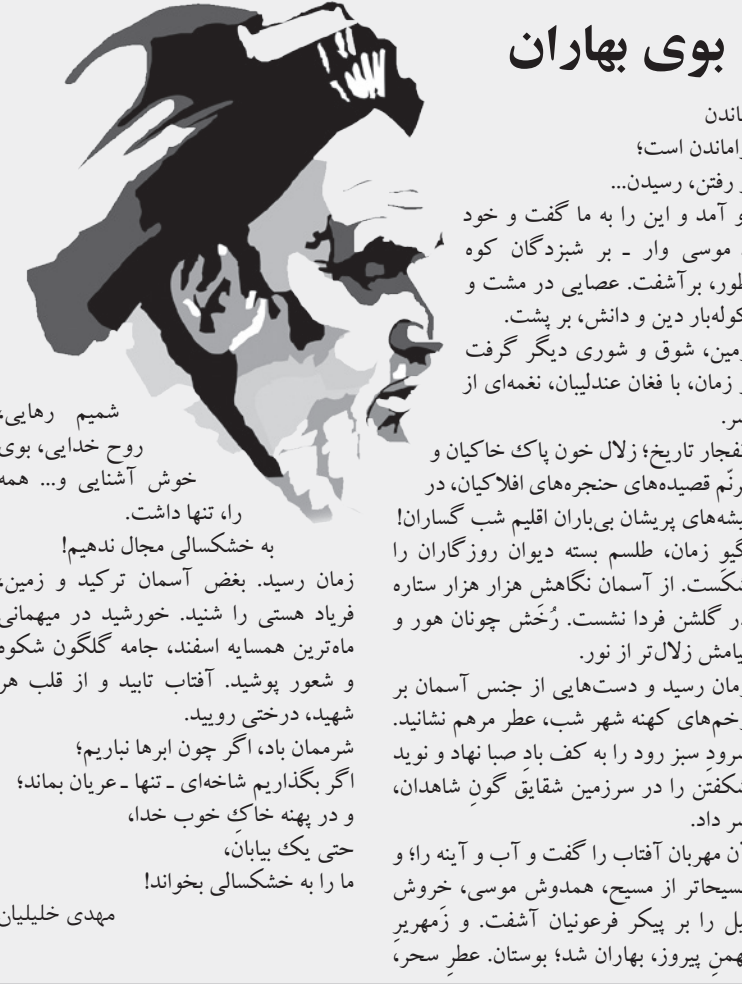 بوی بهاران
ماندن
واماندن است؛
و رفتن، رسیدن...
او آمد و این را به ما گفت و خود
ـ موسی وار ـ بر شبزدگان کوه
طور، برآشفت. عصایی در مشت و
کوله‌بار دین و دانش، بر پشت.
زمین، شوق و شوری دیگر گرفت
و زمان، با فغان عندلیبان، نغمه‌ای از
سر.
انفجار تاریخ؛ زلال خون پاک خاکیان و
ترنّم قصیده‌های حنجره‌های افلاکیان، در
بیشه‌های پریشان بی‌باران اقلیم شب گساران!
گیو زمان، طلسم بسته دیوان روزگاران را
شکَست. از آسمان نگاهش هزار هزار ستاره
در گلشن فردا نشست. رُخَش چونان هور و
پیامش زلال‌تر از نور.
زمان رسید و دست‌هایی از جنس آسمان بر
زخم‌های کهنه شهر شب، عطر مرهم نشانید.
سرودِ سبز رود را به کف بادِ صبا نهاد و نوید
شکفتن را در سرزمین شقایق گونِ شاهدان،
سر داد.
آن مهربان آفتاب را گفت و آب و آینه را؛ و
مسیحاتر از مسیح، همدوش موسی، خروش
نیل را بر پیکر فرعونیان آشفت. و زَمهریرِ
بهمنِ پیروز، بهاران شد؛ بوستان. عطرِ سحر،
شمیم رهایی،
روح خدایی، بوی
خوش آشنایی و... همه
را، تنها داشت.
به خشکسالی مجال ندهیم!
زمان رسید. بغض آسمان ترکید و زمین،
فریاد هستی را شنید. خورشید در میهمانی
ماه‌ترین همسایه اسفند، جامه گلگون شکوه
و شعور پوشید. آفتاب تابید و از قلب هر
شهید، درختی رویید.
شرممان باد، اگر چون ابرها نباریم؛
اگر بگذاریم شاخه‌ای ـ تنها ـ عریان بماند؛
و در پهنه خاکِ خوب خدا،
حتی یک بیابان،
ما را به خشکسالی بخواند!
مهدی خلیلیان